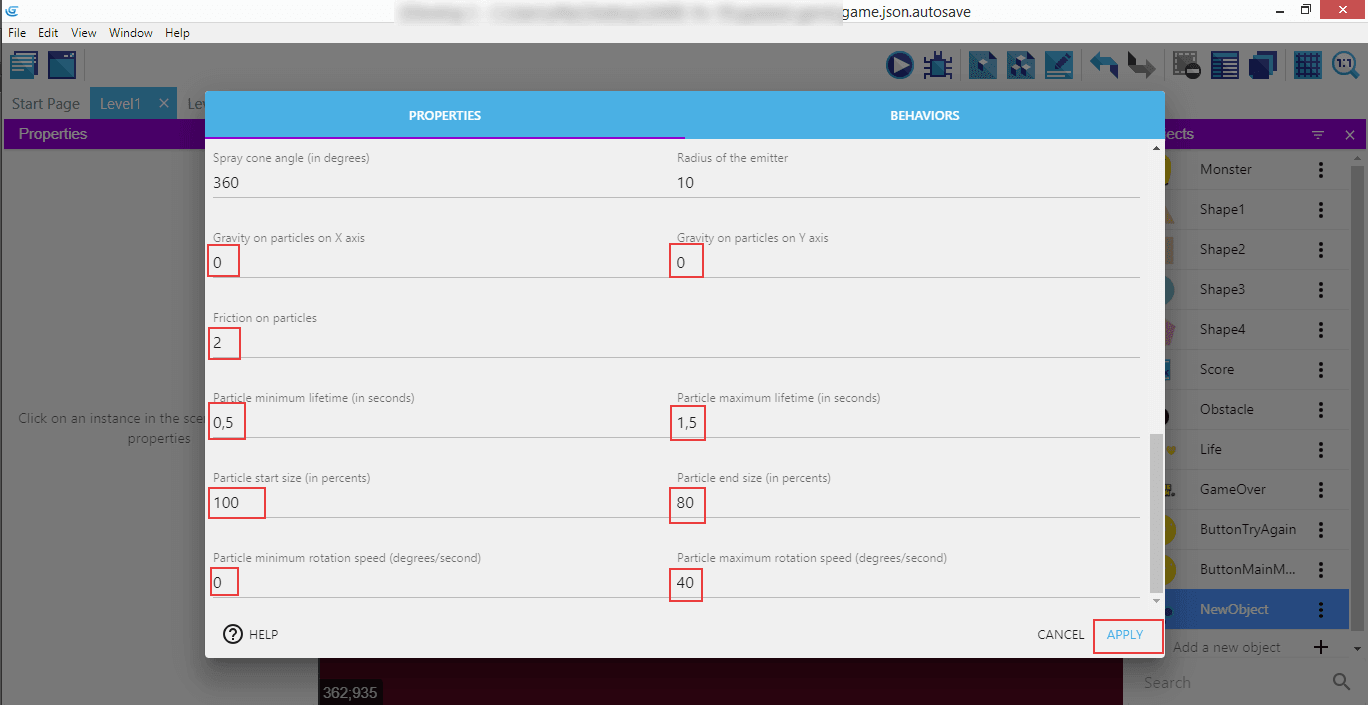 game.json.autosave
File Edit View Window Help
1:1
Start Page Level1 Le
Properties
PROPERTIES BEHAVIORS
ects
Spray cone angle (in degrees) Radius of the emitter
360 10
Gravity on particles on X axis Gravity on particles on Y axis
0 0
Friction on particles
2
Particle minimum lifetime (in seconds) Particle maximum lifetime (in seconds)
0,5 1,5
Particle start size (in percents) Particle end size (in percents)
100 80
Particle minimum rotation speed (degrees/second) Particle maximum rotation speed (degrees/second)
0 40
HELP CANCEL APPLY
Click on an instance in the sce
properties
Monster
Shape1
Shape2
Shape3
Shape4
Score
Obstacle
Life
GameOver
ButtonTryAgain
ButtonMainM...
NewObject
Add a new object
Search
362;935